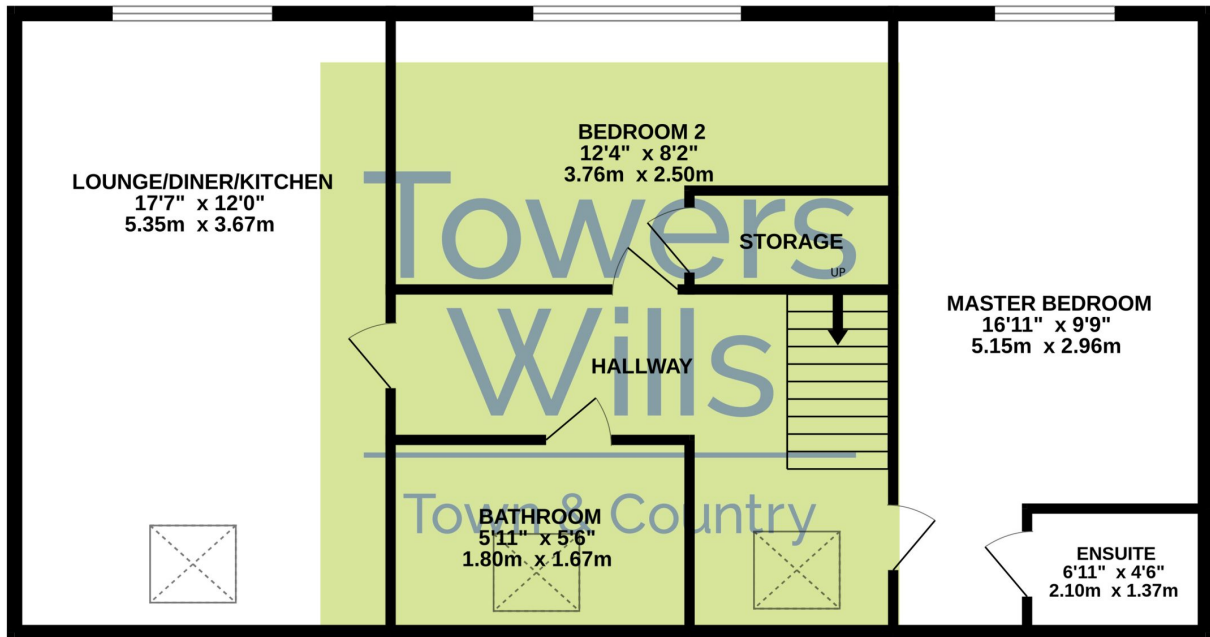 LOUNGE/DINER/KITCHEN
17'7" x 12'0"
5.35m x 3.67m
BEDROOM 2
12'4" x 8'2"
3.76m x 2.50m
STORAGE
UP
Towers
Wills
Town & Country
HALLWAY
MASTER BEDROOM
16'11" x 9'9"
5.15m x 2.96m
BATHROOM
5'11" x 5'6"
1.80m x 1.67m
ENSUITE
6'11" x 4'6"
2.10m x 1.37m